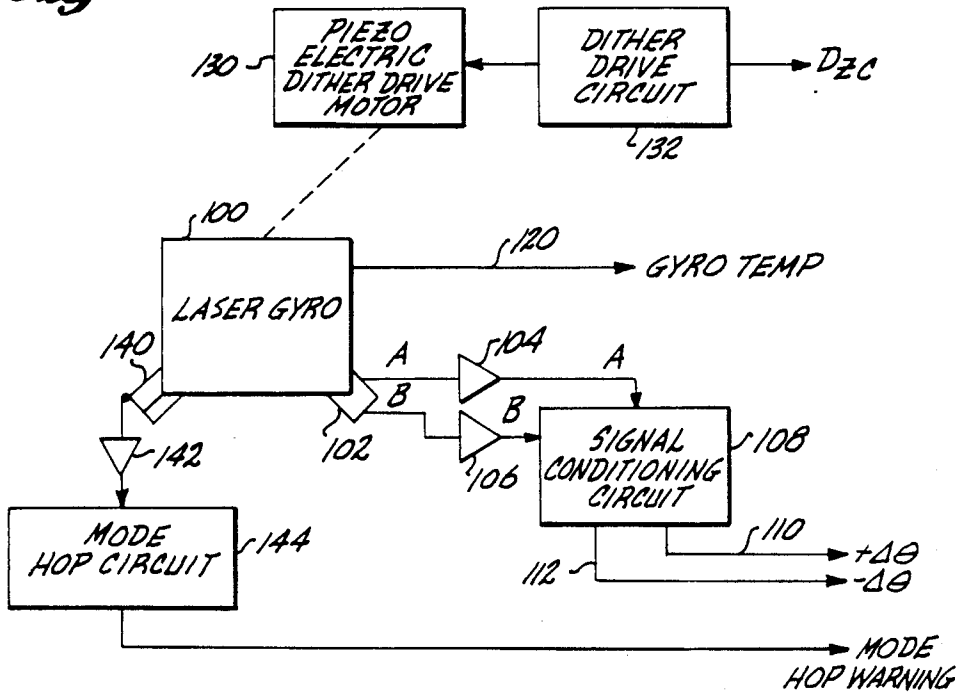 130
PIEZO
ELECTRIC
DITHER DRIVE
MOTOR
DITHER
DRIVE
CIRCUIT
DZC
132
100
120
GYRO TEMP
LASER GYRO
140
A
104
A
B
B
102
106
SIGNAL
CONDITIONING
CIRCUIT
108
142
MODE
HOP CIRCUIT
144
110
112
+ΔΘ
-ΔΘ
MODE
HOP WARNING